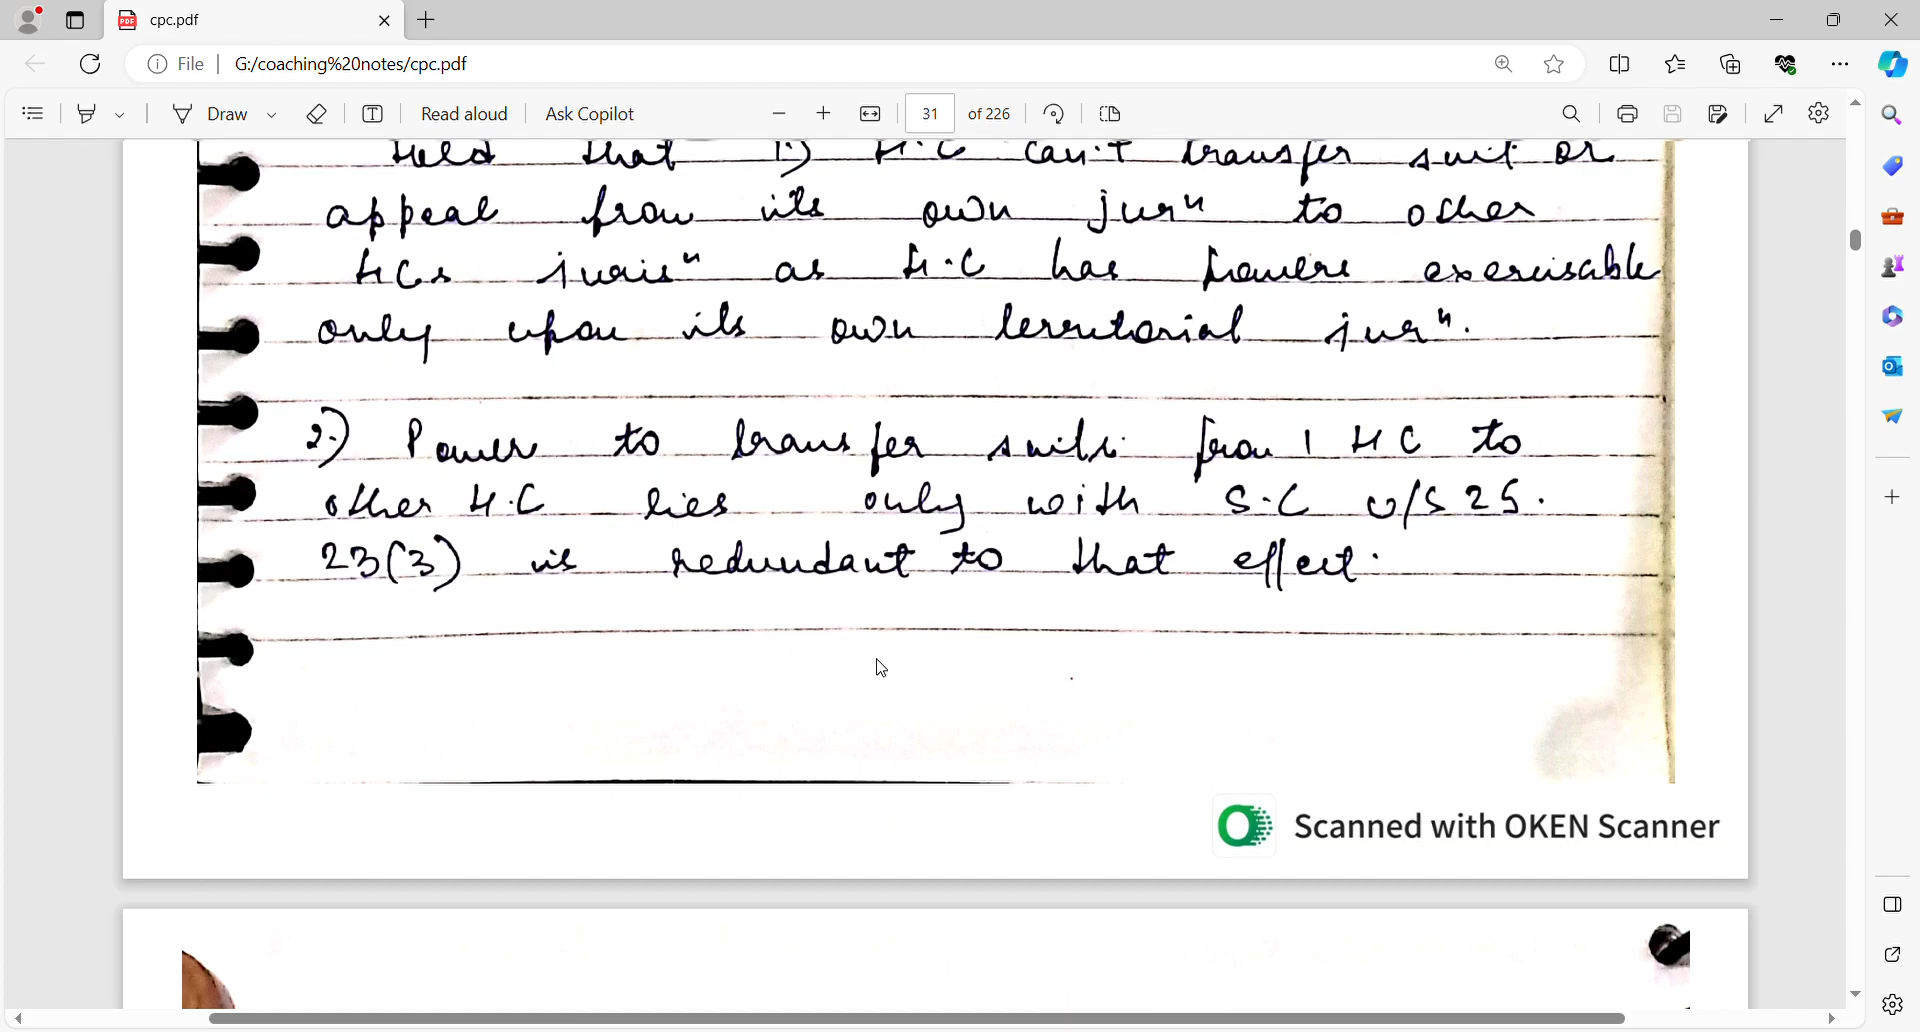 cpc.pdf
File
G:/coaching%20notes/cpc.pdf
Draw
Read aloud
Ask Copilot
31 of 226
Held that 1.) H.C can't transfer suit or
appeal from its own jurⁿ to other
HCs jurisⁿ as H.C has powers exercisable
only upon its own territorial jurⁿ.
2.) Power to transfer suits from 1 HC to
other H.C lies only with S.C u/s 25.
23(3) is redundant to that effect.
Scanned with OKEN Scanner